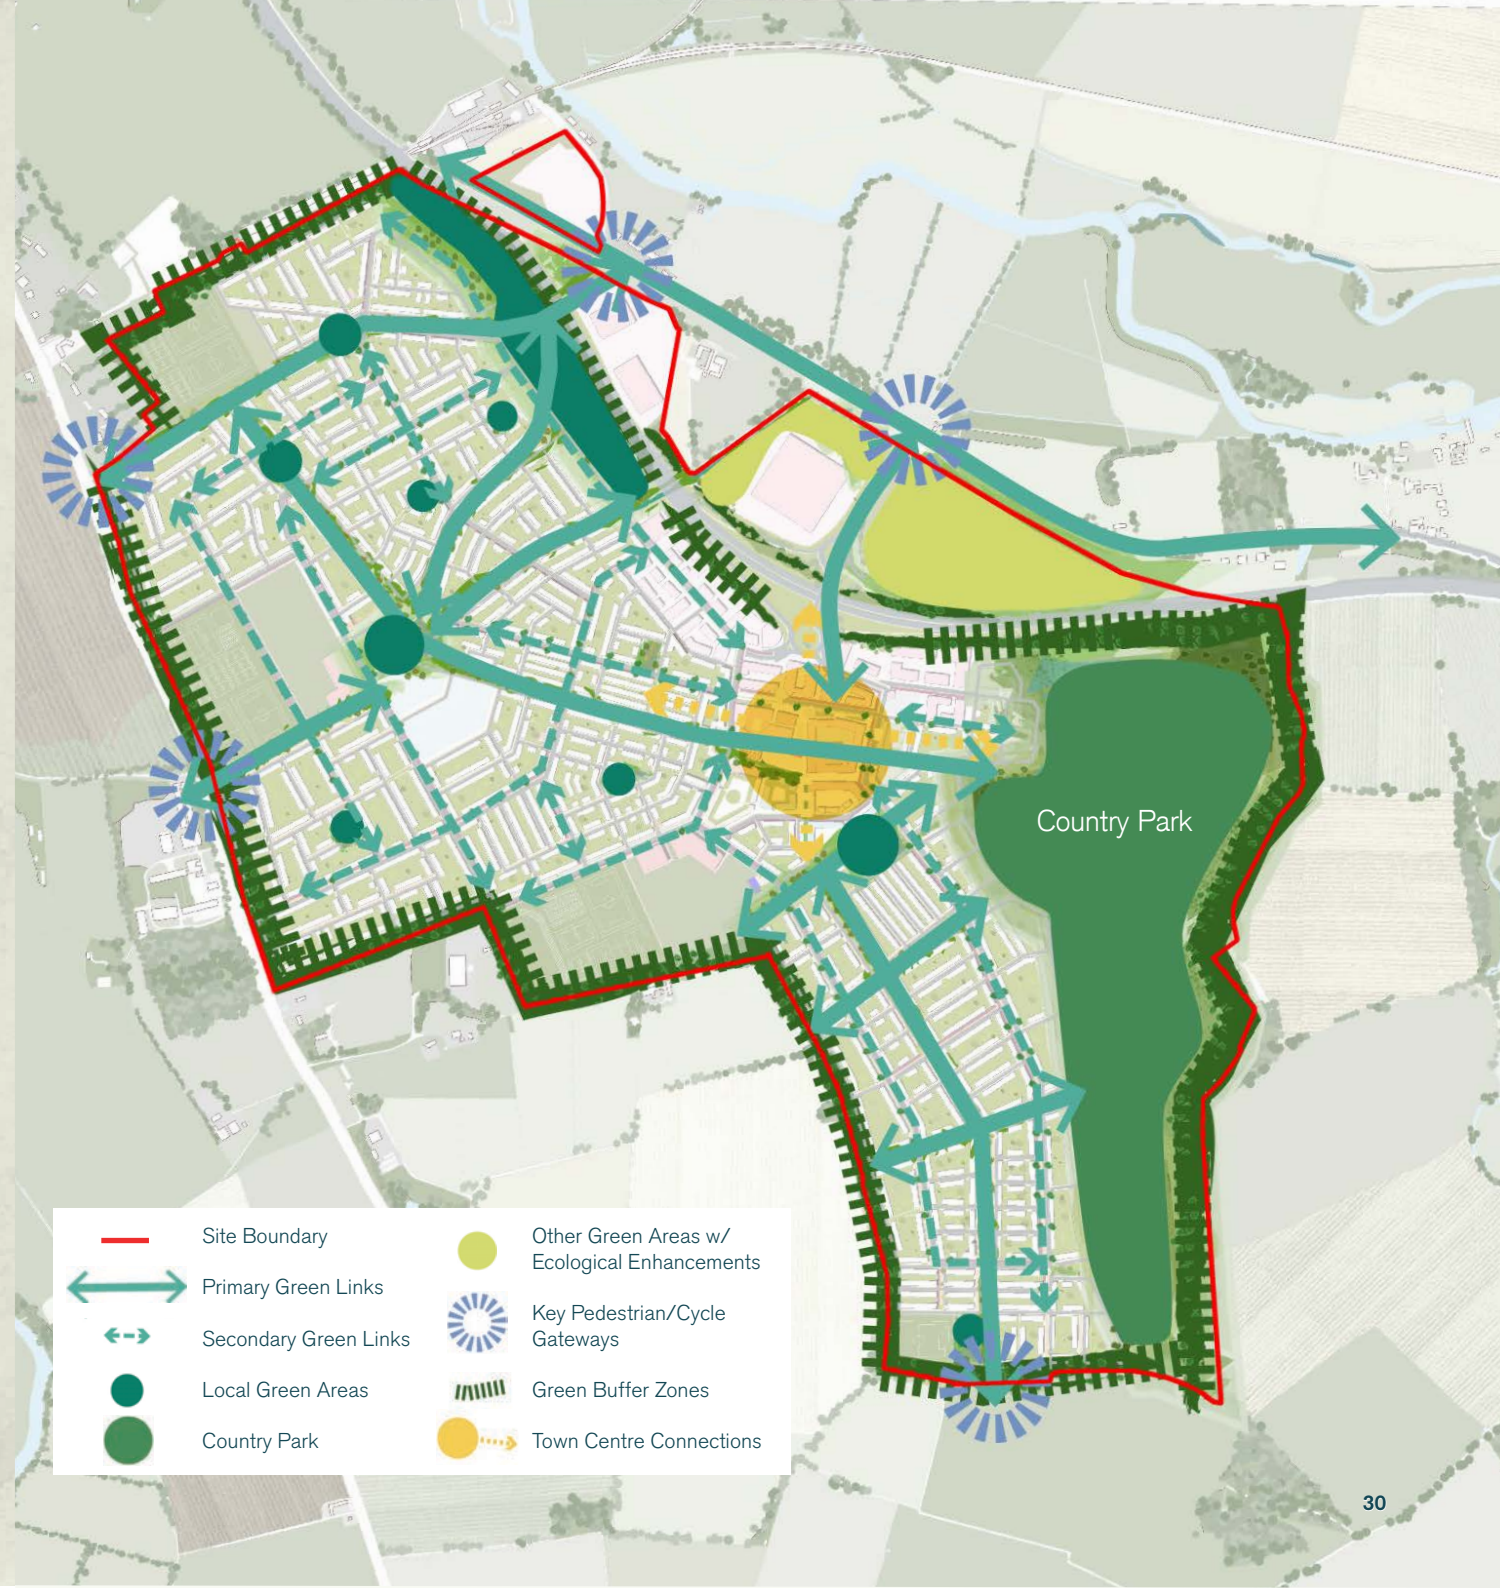 Country Park
Site Boundary
Primary Green Links
Secondary Green Links
Local Green Areas
Country Park
Other Green Areas w/
Ecological Enhancements
Key Pedestrian/Cycle
Gateways
Green Buffer Zones
Town Centre Connections
30